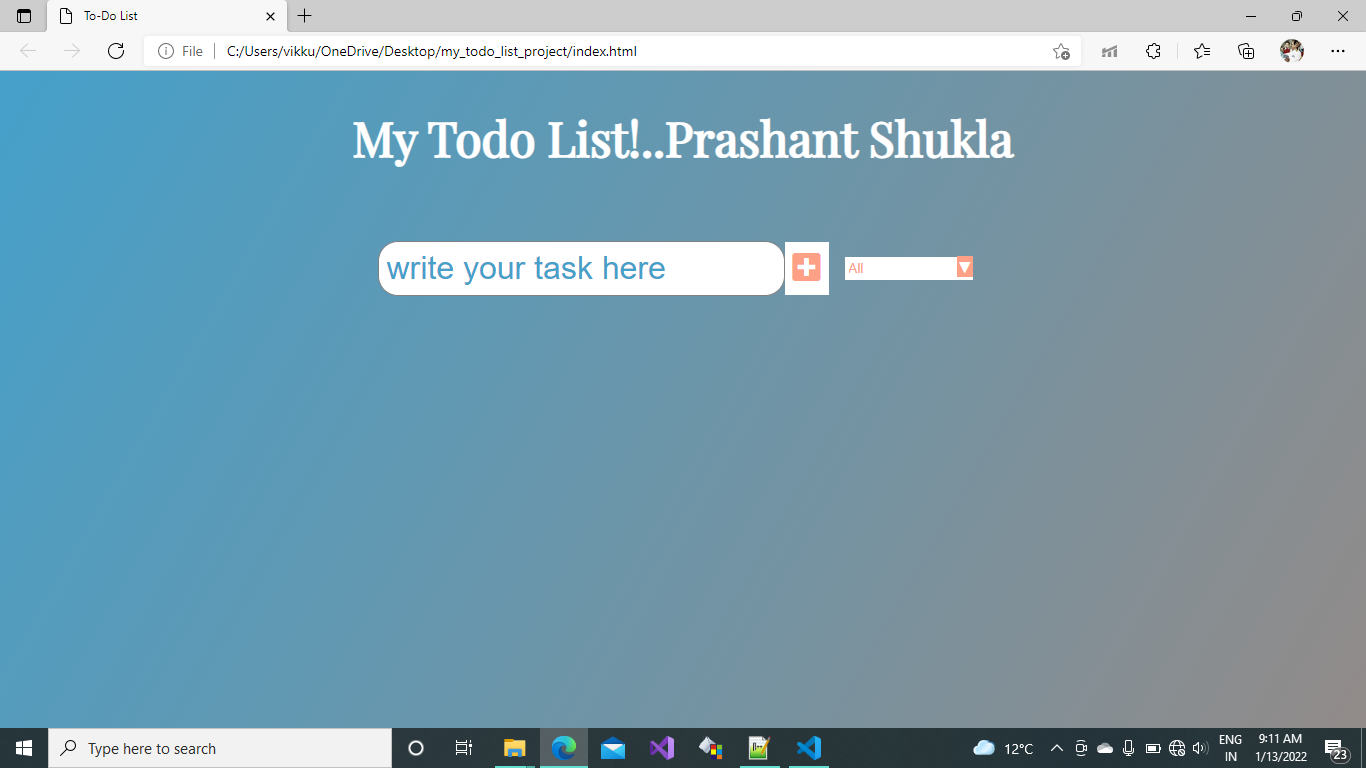 To-Do List
File
C:/Users/vikku/OneDrive/Desktop/my_todo_list_project/index.html
My Todo List!..Prashant Shukla
write your task here
All
Type here to search
12°C
ENG
IN
9:11 AM
1/13/2022
23